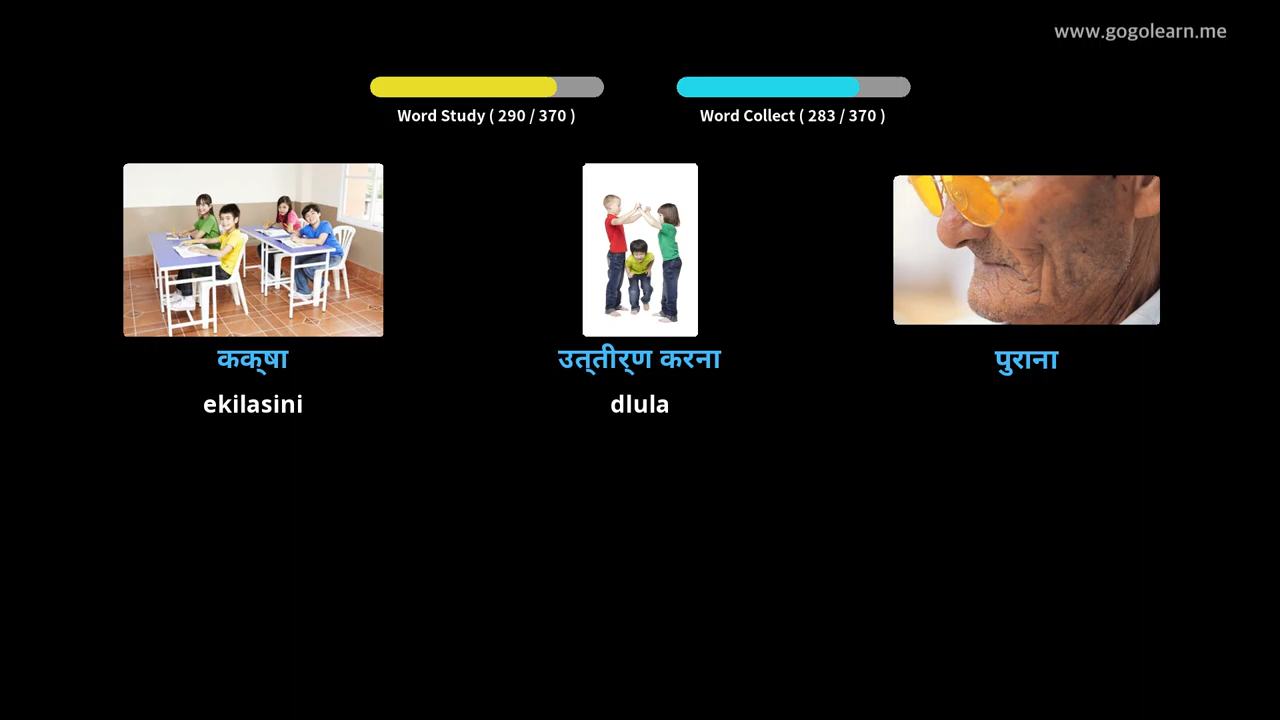 www.gogolearn.me
Word Study ( 290 / 370 )
Word Collect ( 283 / 370 )
कक्‌षा
उत्‌तीर्‌ण करना
पुराना
ekilasini
dlula